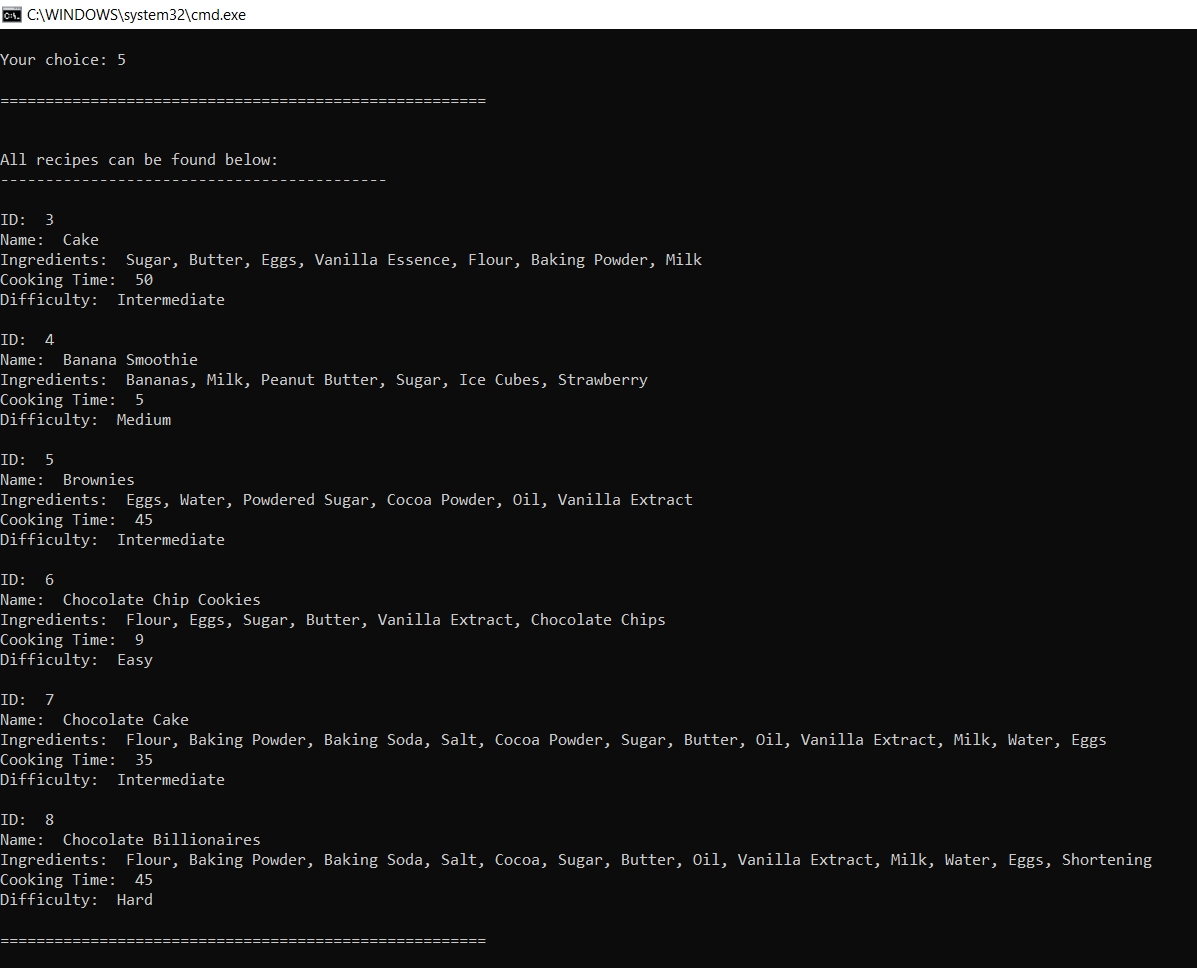 C:\WINDOWS\system32\cmd.exe
Your choice: 5
======================================================
All recipes can be found below:
-------------------------------------------
ID:  3
Name:  Cake
Ingredients:  Sugar, Butter, Eggs, Vanilla Essence, Flour, Baking Powder, Milk
Cooking Time:  50
Difficulty:  Intermediate
ID:  4
Name:  Banana Smoothie
Ingredients:  Bananas, Milk, Peanut Butter, Sugar, Ice Cubes, Strawberry
Cooking Time:  5
Difficulty:  Medium
ID:  5
Name:  Brownies
Ingredients:  Eggs, Water, Powdered Sugar, Cocoa Powder, Oil, Vanilla Extract
Cooking Time:  45
Difficulty:  Intermediate
ID:  6
Name:  Chocolate Chip Cookies
Ingredients:  Flour, Eggs, Sugar, Butter, Vanilla Extract, Chocolate Chips
Cooking Time:  9
Difficulty:  Easy
ID:  7
Name:  Chocolate Cake
Ingredients:  Flour, Baking Powder, Baking Soda, Salt, Cocoa Powder, Sugar, Butter, Oil, Vanilla Extract, Milk, Water, Eggs
Cooking Time:  35
Difficulty:  Intermediate
ID:  8
Name:  Chocolate Billionaires
Ingredients:  Flour, Baking Powder, Baking Soda, Salt, Cocoa, Sugar, Butter, Oil, Vanilla Extract, Milk, Water, Eggs, Shortening
Cooking Time:  45
Difficulty:  Hard
======================================================